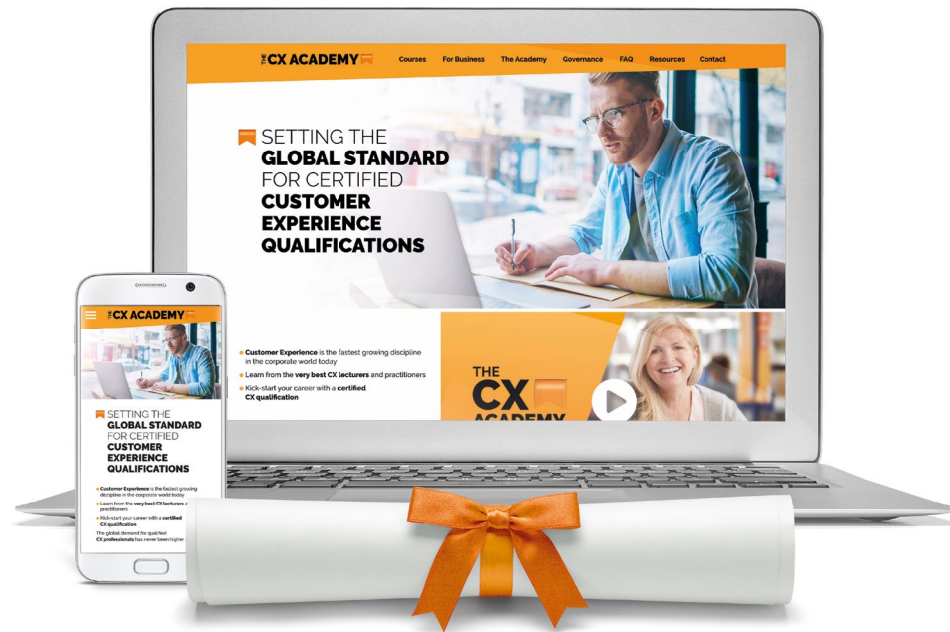 THE CX ACADEMY
Courses For Business The Academy Governance FAQ Resources Contact
SETTING THE
GLOBAL STANDARD
FOR CERTIFIED
CUSTOMER
EXPERIENCE
QUALIFICATIONS
Customer Experience is the fastest growing discipline
in the corporate world today
Learn from the very best CX lecturers and practitioners
Kick-start your career with a certified
CX qualification
THE
CX
ACADEMY
THE CX ACADEMY
SETTING THE
GLOBAL STANDARD
FOR CERTIFIED
CUSTOMER
EXPERIENCE
QUALIFICATIONS
Customer Experience is the fastest growing
discipline in the corporate world today
Learn from the very best CX lecturers a
practitioners
Kick-start your career with a certified
CX qualification
The global demand for qualified
CX professionals has never been higher